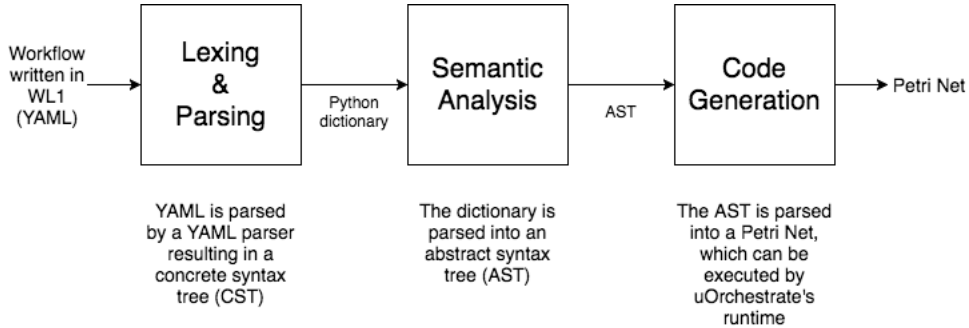 Workflow
written in
WL1
(YAML)
Lexing
&
Parsing
Python
dictionary
Semantic
Analysis
AST
Code
Generation
Petri Net
YAML is parsed
by a YAML parser
resulting in a
concrete syntax
tree (CST)
The dictionary is
parsed into an
abstract syntax
tree (AST)
The AST is parsed
into a Petri Net,
which can be
executed by
uOrchestrate's
runtime